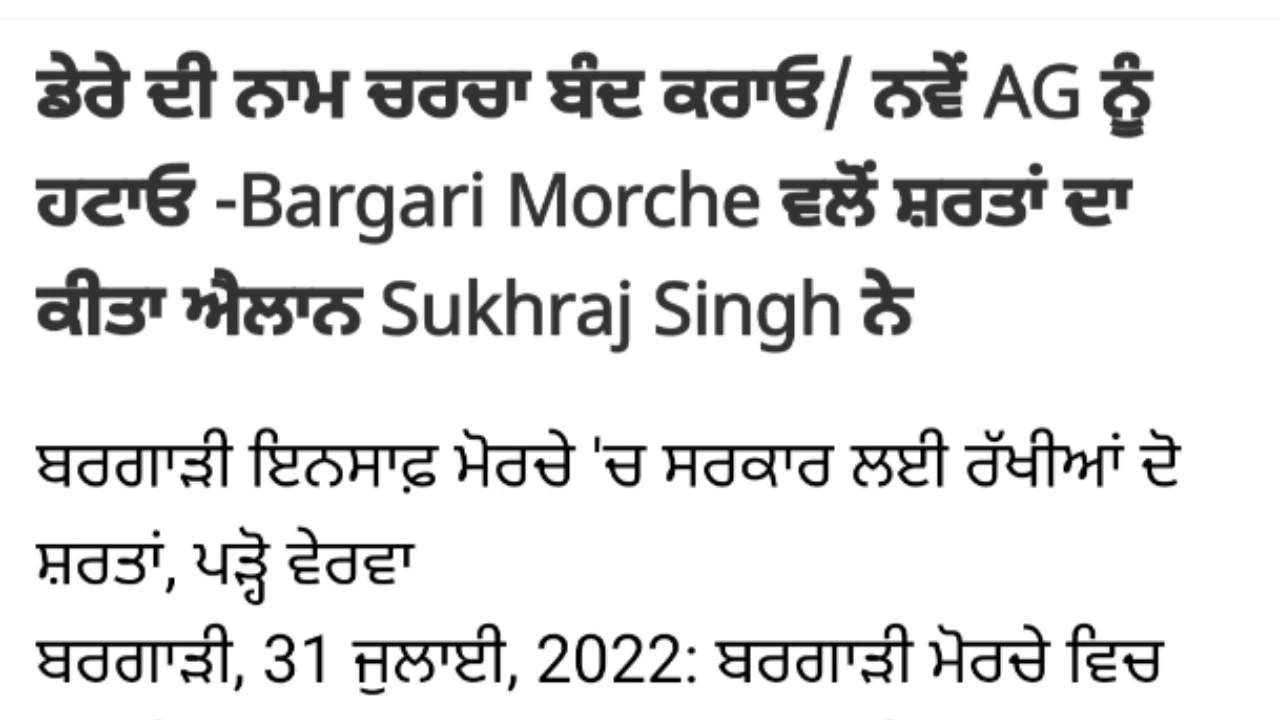 ਡੇਰੇ ਦੀ ਨਾਮ ਚਰਚਾ ਬੰਦ ਕਰਾਓ/ ਨਵੇਂ AG ਨੂੰ
ਹਟਾਓ -Bargari Morche ਵਲੋਂ ਸ਼ਰਤਾਂ ਦਾ
ਕੀਤਾ ਐਲਾਨ Sukhraj Singh ਨੇ
ਬਰਗਾੜੀ ਇਨਸਾਫ਼ ਮੋਰਚੇ 'ਚ ਸਰਕਾਰ ਲਈ ਰੱਖੀਆਂ ਦੋ
ਸ਼ਰਤਾਂ, ਪੜ੍ਹੋ ਵੇਰਵਾ
ਬਰਗਾੜੀ, 31 ਜੁਲਾਈ, 2022: ਬਰਗਾੜੀ ਮੋਰਚੇ ਵਿਚ